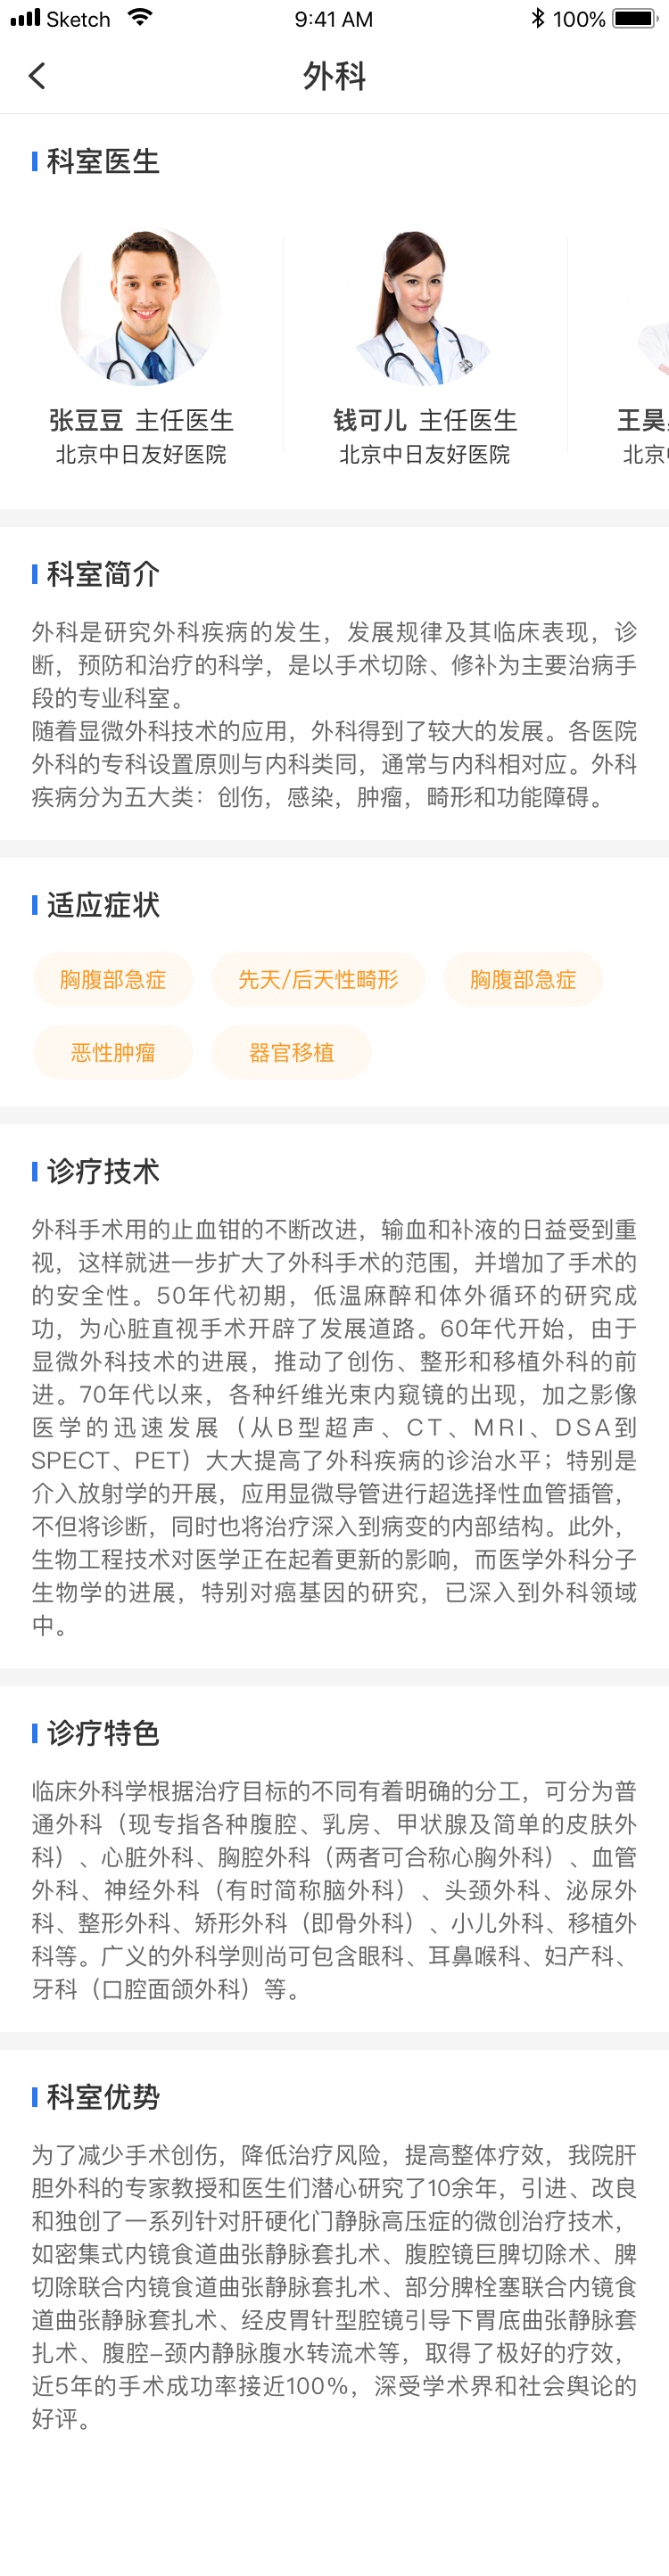 Sketch 9:41 AM 100%
外科
科室医生
张豆豆 主任医生 钱可儿 主任医生 王昊
北京中日友好医院 北京中日友好医院 北京
科室简介
外科是研究外科疾病的发生，发展规律及其临床表现，诊
断，预防和治疗的科学，是以手术切除、修补为主要治病手
段的专业科室。
随着显微外科技术的应用，外科得到了较大的发展。各医院
外科的专科设置原则与内科类同，通常与内科相对应。外科
疾病分为五大类：创伤，感染，肿瘤，畸形和功能障碍。
适应症状
胸腹部急症 先天/后天性畸形 胸腹部急症
恶性肿瘤 器官移植
诊疗技术
外科手术用的止血钳的不断改进，输血和补液的日益受到重
视，这样就进一步扩大了外科手术的范围，并增加了手术的
的安全性。50年代初期，低温麻醉和体外循环的研究成
功，为心脏直视手术开辟了发展道路。60年代开始，由于
显微外科技术的进展，推动了创伤、整形和移植外科的前
进。70年代以来，各种纤维光束内窥镜的出现，加之影像
医学的迅速发展（从B型超声、CT、MRI、DSA到
SPECT、PET）大大提高了外科疾病的诊治水平；特别是
介入放射学的开展，应用显微导管进行超选择性血管插管，
不但将诊断，同时也将治疗深入到病变的内部结构。此外，
生物工程技术对医学正在起着更新的影响，而医学外科分子
生物学的进展，特别对癌基因的研究，已深入到外科领域
中。
诊疗特色
临床外科学根据治疗目标的不同有着明确的分工，可分为普
通外科（现专指各种腹腔、乳房、甲状腺及简单的皮肤外
科）、心脏外科、胸腔外科（两者可合称心胸外科）、血管
外科、神经外科（有时简称脑外科）、头颈外科、泌尿外
科、整形外科、矫形外科（即骨外科）、小儿外科、移植外
科等。广义的外科学则尚可包含眼科、耳鼻喉科、妇产科、
牙科（口腔面颌外科）等。
科室优势
为了减少手术创伤，降低治疗风险，提高整体疗效，我院肝
胆外科的专家教授和医生们潜心研究了10余年，引进、改良
和独创了一系列针对肝硬化门静脉高压症的微创治疗技术，
如密集式内镜食道曲张静脉套扎术、腹腔镜巨脾切除术、脾
切除联合内镜食道曲张静脉套扎术、部分脾栓塞联合内镜食
道曲张静脉套扎术、经皮胃针型腔镜引导下胃底曲张静脉套
扎术、腹腔-颈内静脉腹水转流术等，取得了极好的疗效，
近5年的手术成功率接近100%，深受学术界和社会舆论的
好评。